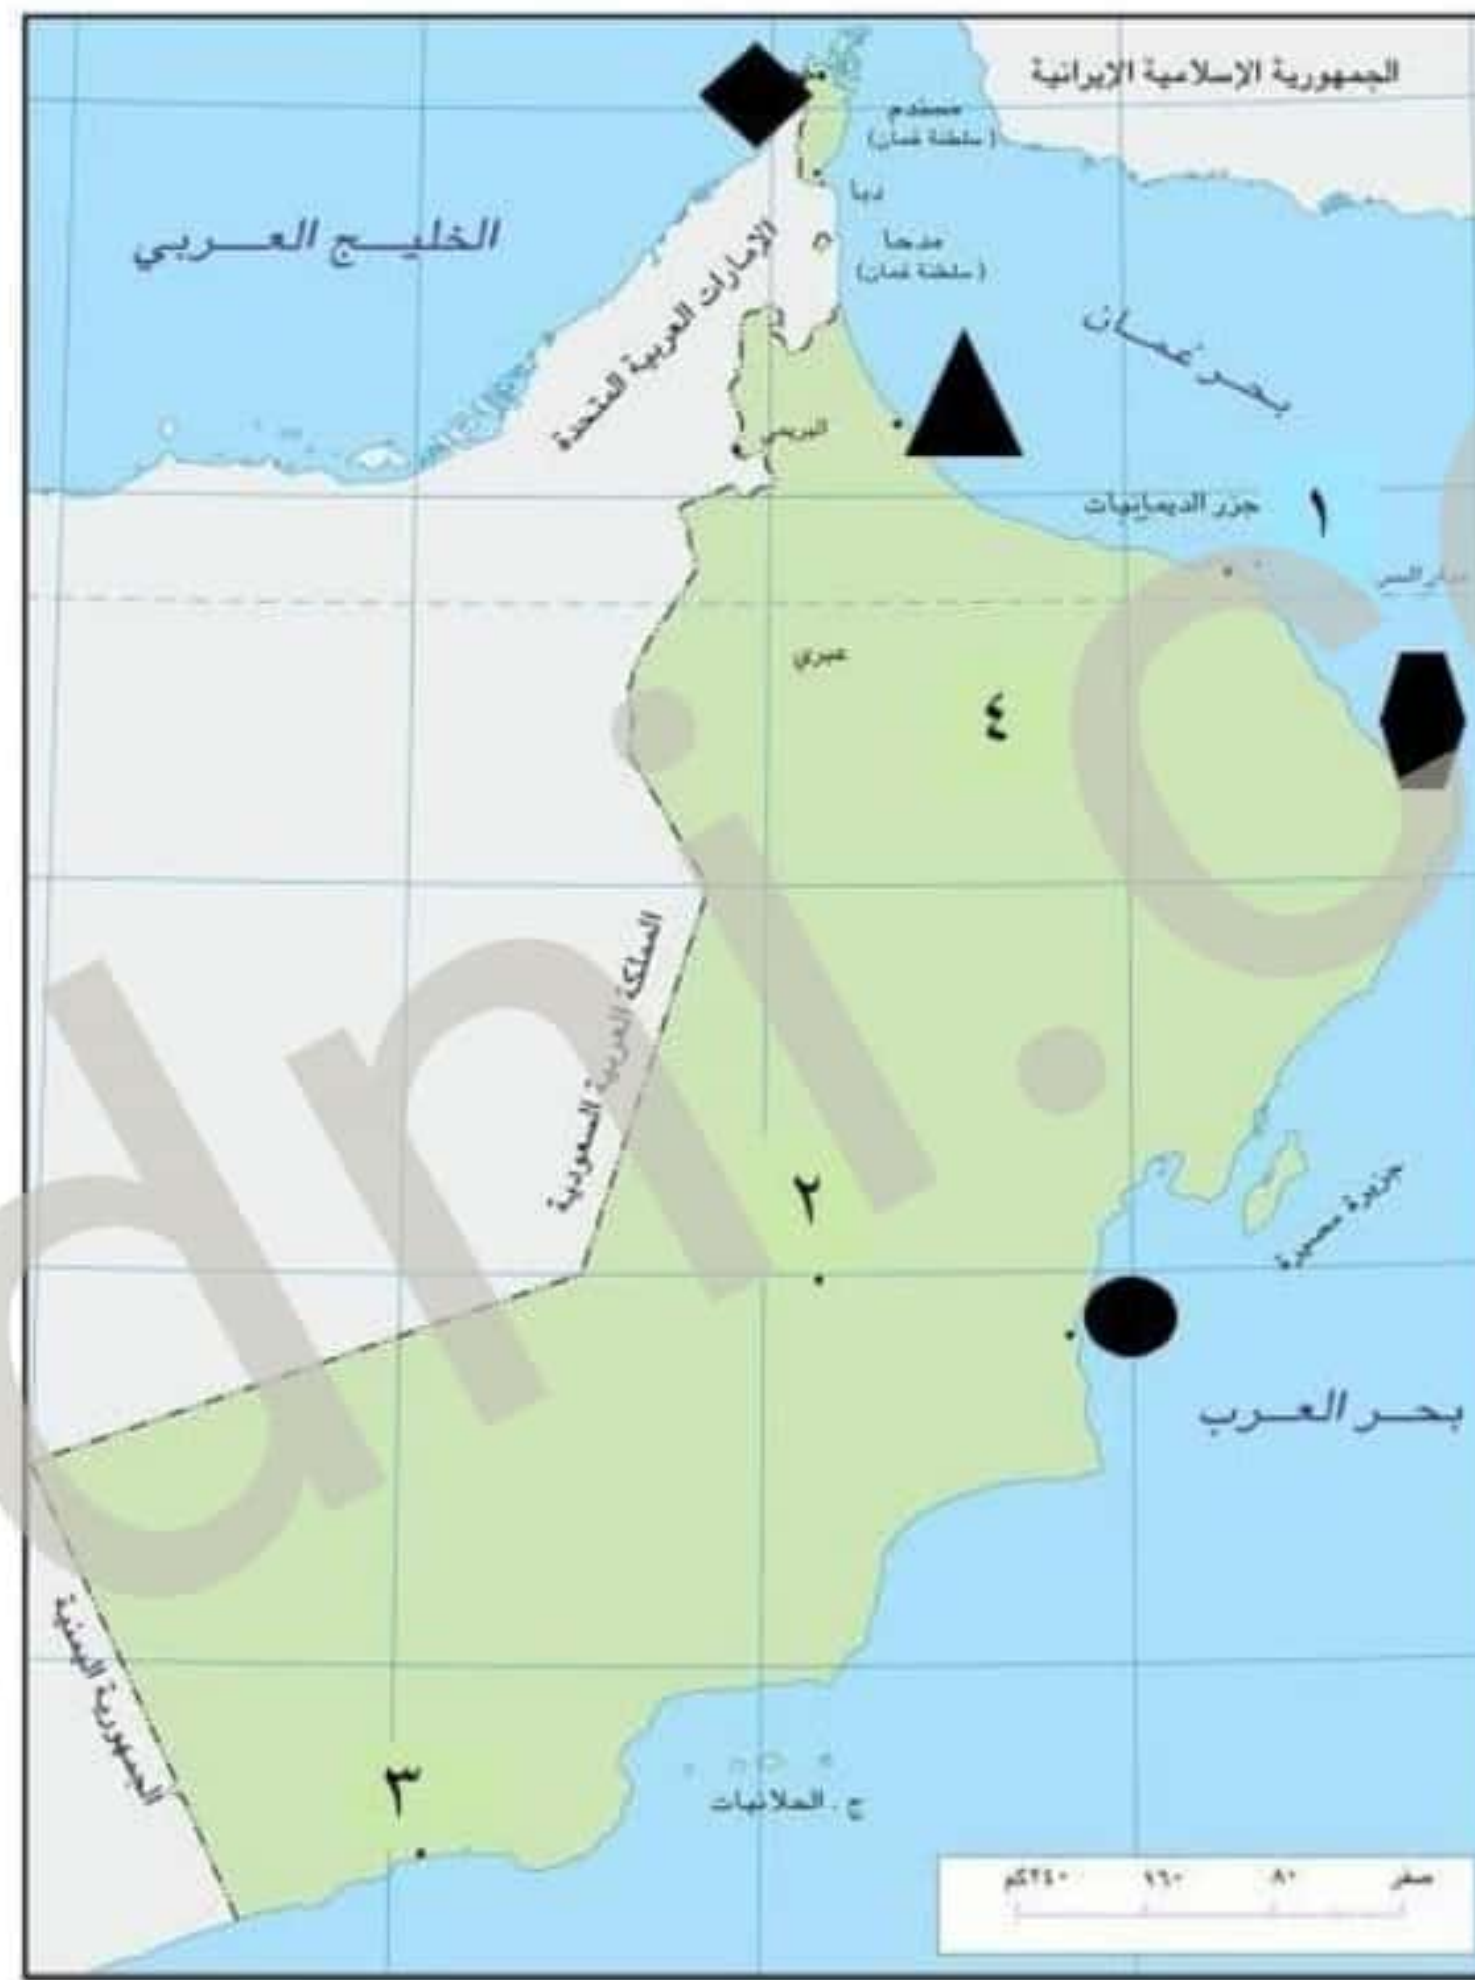 الجمهورية الإسلامية الإيرانية
مسندم
(سلطنة عمان)
دبا
الخليج العربي
الإمارات العربية المتحدة
مدحا
(سلطنة عمان)
بحر عمان
البريمي
جزر الديمانيات
١
عبري
٤
المملكة العربية السعودية
٢
جزيرة مصيرة
بحر العرب
الجمهورية اليمنية
٣
ج. الحلانيات
صفر ٨٠ ١٦٠ ٢٤٠كم
dni.c